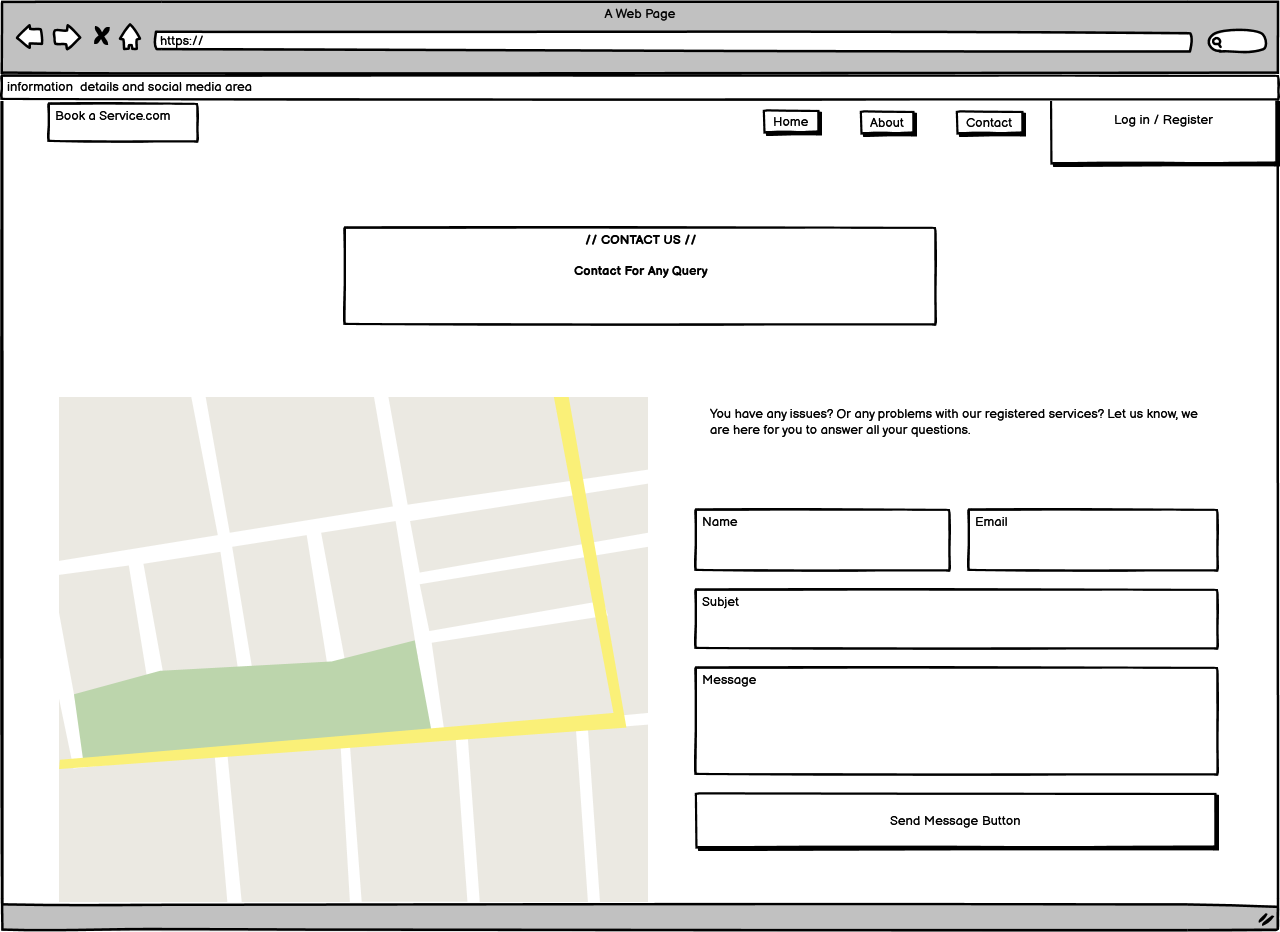 A Web Page
https://
information  details and social media area
Book a Service.com
Home
About
Contact
Log in / Register
// CONTACT US //
Contact For Any Query
You have any issues? Or any problems with our registered services? Let us know, we
are here for you to answer all your questions.
Name
Email
Subjet
Message
Send Message Button